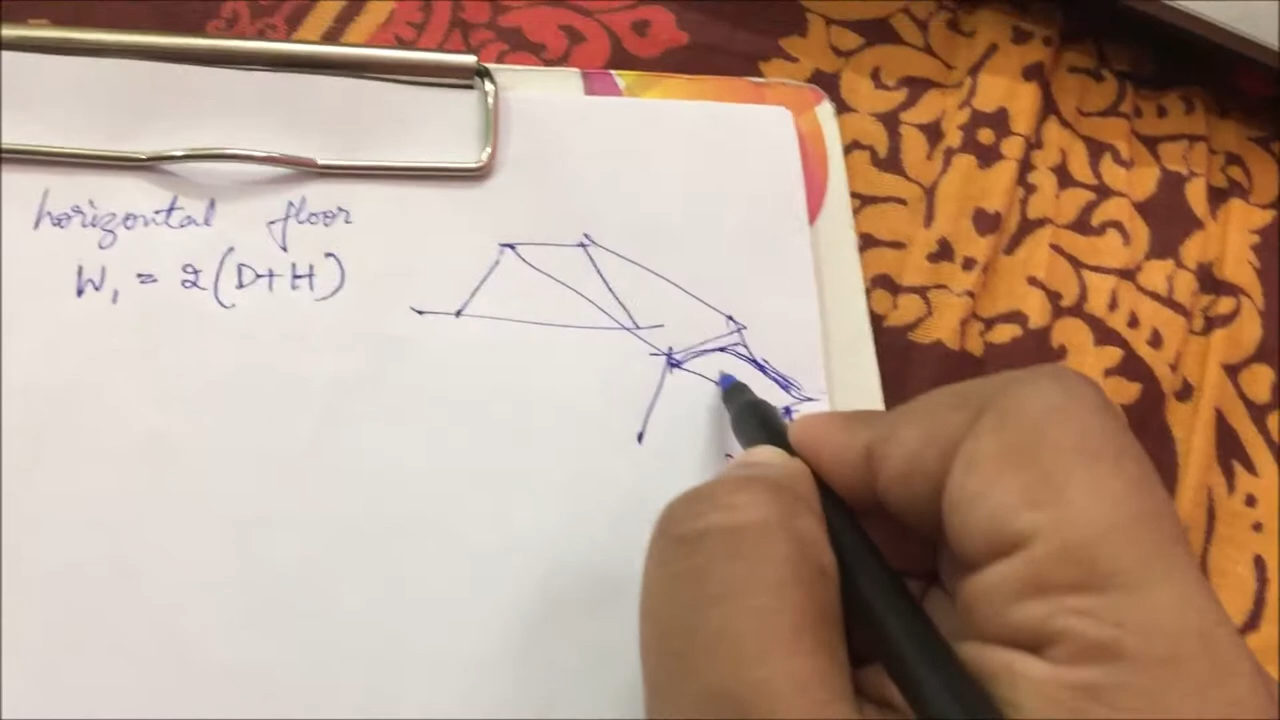 horizontal floor
W₁ = 2(D+H)